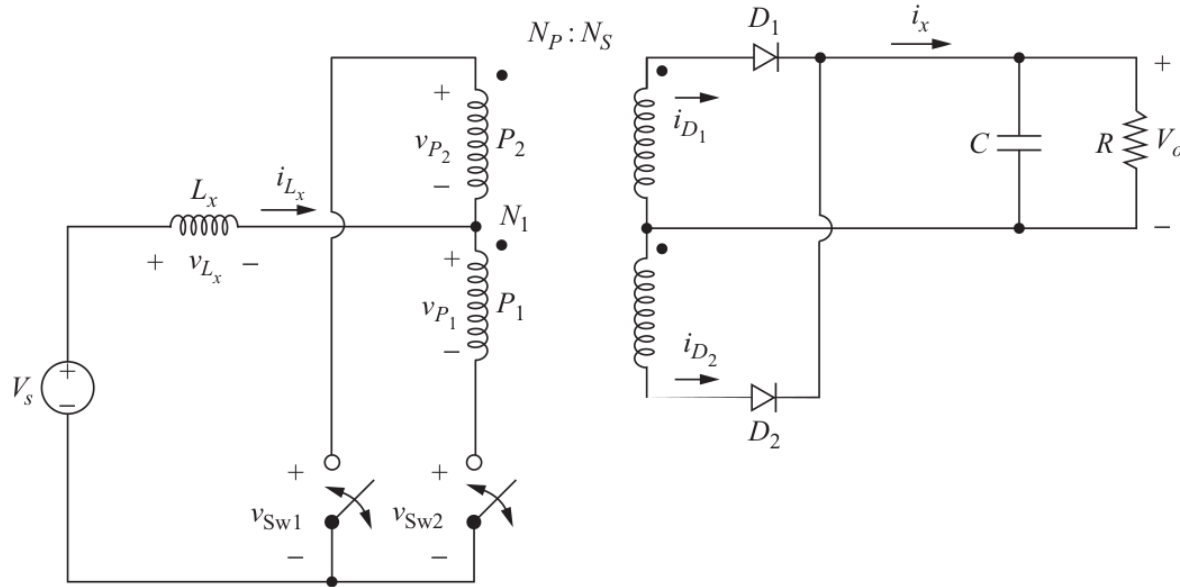 N_P : N_S
D_1
i_x
+
v_{P_2}
−
P_2
i_{D_1}
C
R
+
V_o
−
L_x
i_{L_x}
N_1
+
v_{L_x}
−
+
v_{P_1}
−
P_1
i_{D_2}
D_2
V_s
+
−
+
v_{Sw1}
−
+
v_{Sw2}
−